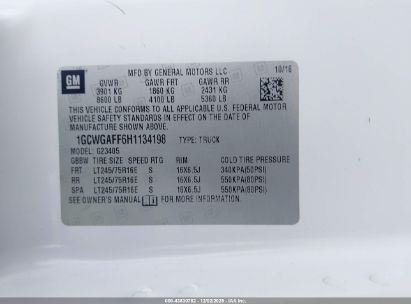 GM
MFD BY GENERAL MOTORS LLC 10/16
GVWR GAWR FRT GAWR RR
3901 KG 1860 KG 2431 KG
8600 LB 4100 LB 5360 LB
THIS VEHICLE CONFORMS TO ALL APPLICABLE U.S. FEDERAL MOTOR
VEHICLE SAFETY STANDARDS IN EFFECT ON THE DATE OF
MANUFACTURE SHOWN ABOVE.
1GCWGAFF6H1134198 TYPE: TRUCK
MODEL: G23405
GBBW TIRE SIZE SPEED RTG RIM COLD TIRE PRESSURE
FRT LT245/75R16E S 16X6.5J 340KPA(50PSI)
RR LT245/75R16E S 16X6.5J 550KPA(80PSI)
SPA LT245/75R16E S 16X6.5J 550KPA(80PSI)
SEE OWNER'S MANUAL FOR MORE INFORMATION.